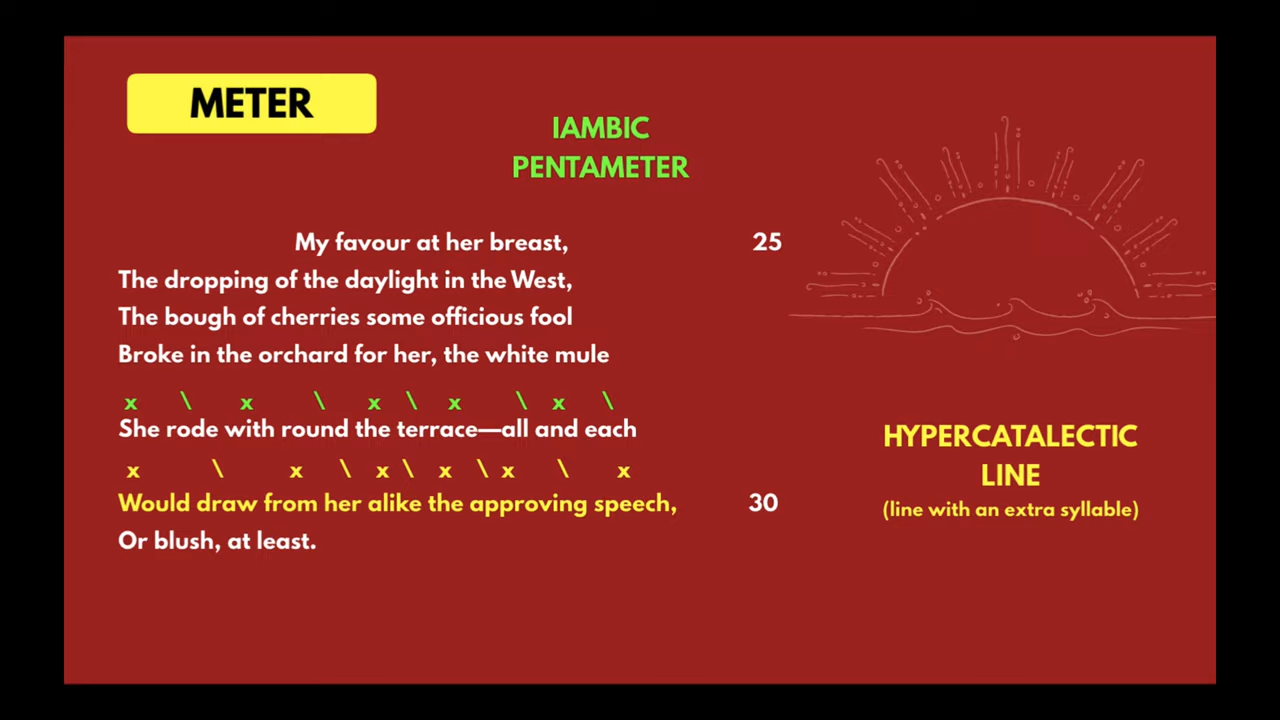 METER
IAMBIC
PENTAMETER
My favour at her breast, 25
The dropping of the daylight in the West,
The bough of cherries some officious fool
Broke in the orchard for her, the white mule
x \ x \ x \ x \ x \
She rode with round the terrace—all and each
x \ x \ x \ x \ x \ x
Would draw from her alike the approving speech, 30
Or blush, at least.
HYPERCATALECTIC
LINE
(line with an extra syllable)